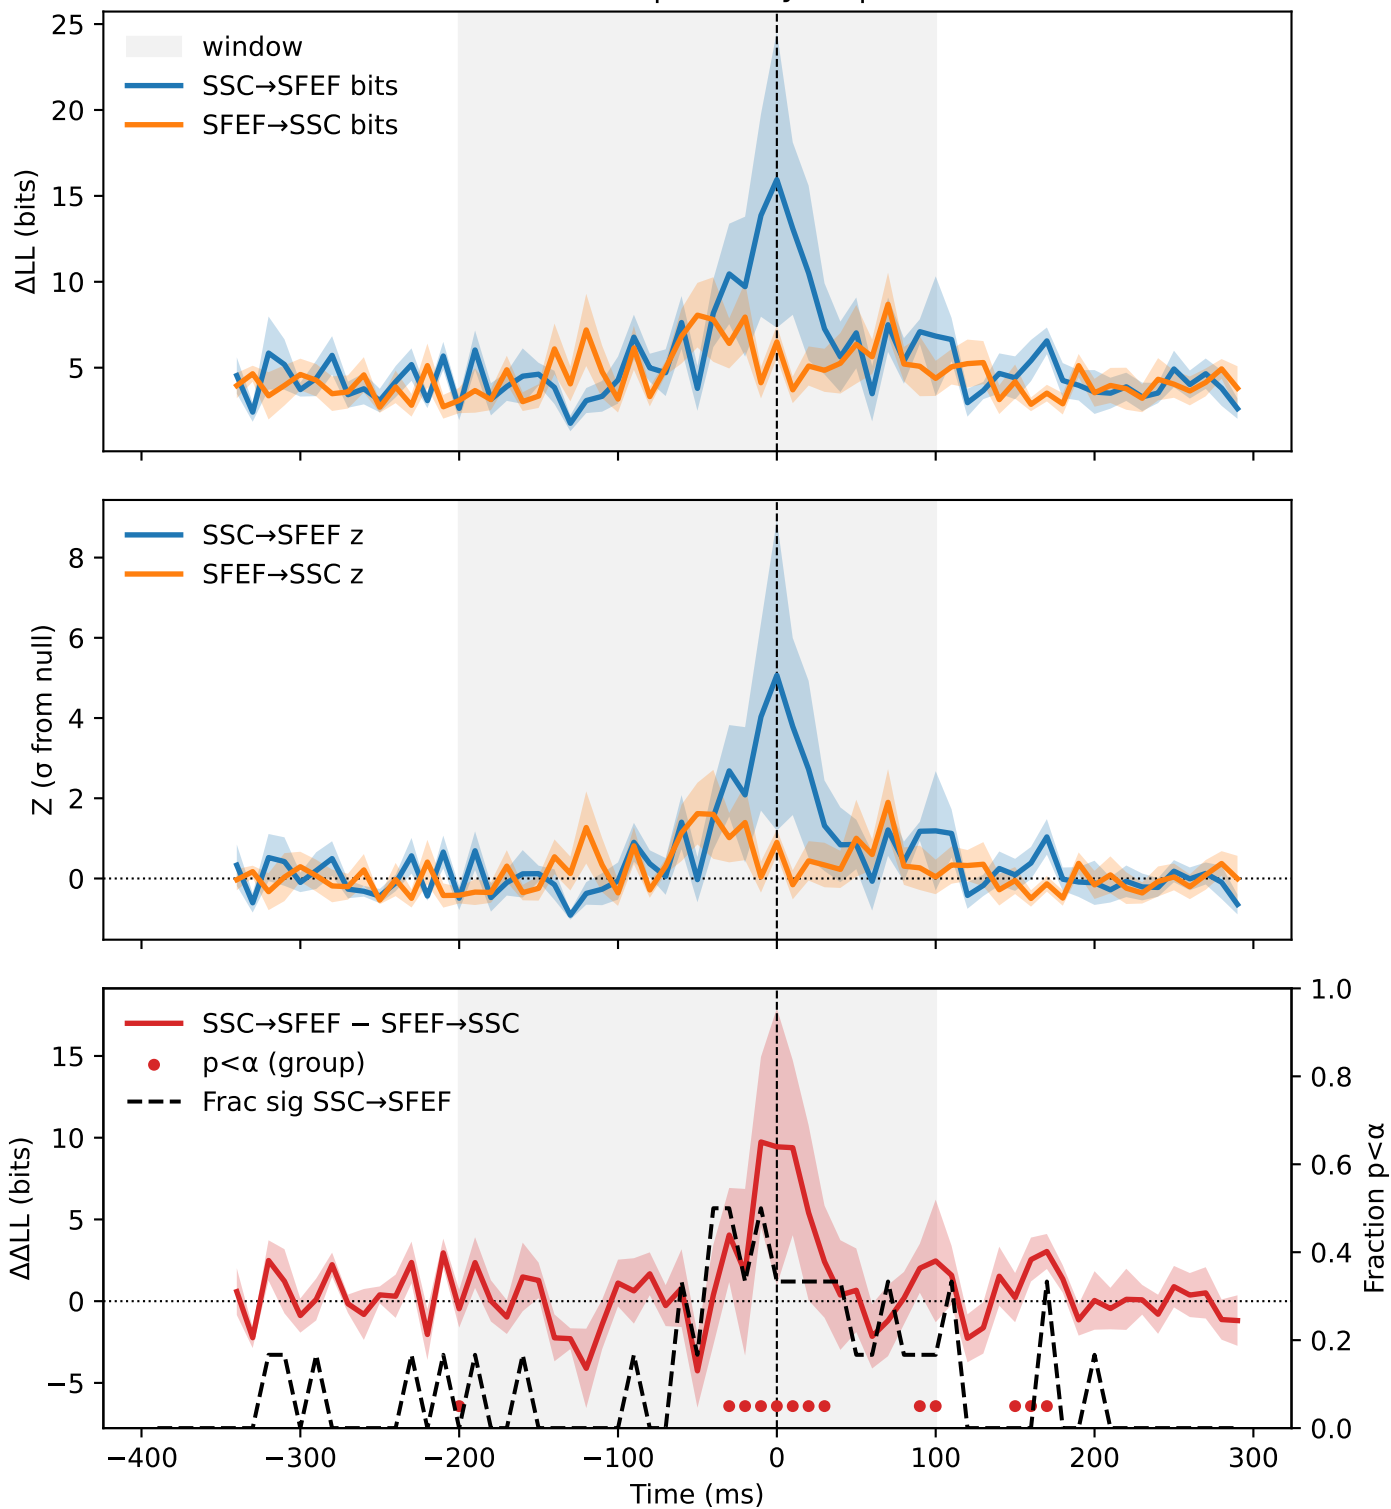 25
20
15
10
5
ΔLL (bits)
window
SSC→SFEF bits
SFEF→SSC bits
8
6
4
2
0
Z (σ from null)
SSC→SFEF z
SFEF→SSC z
15
10
5
0
−5
ΔΔLL (bits)
SSC→SFEF − SFEF→SSC
p<α (group)
Frac sig SSC→SFEF
1.0
0.8
0.6
0.4
0.2
0.0
Fraction p<α
−400 −300 −200 −100 0 100 200 300
Time (ms)